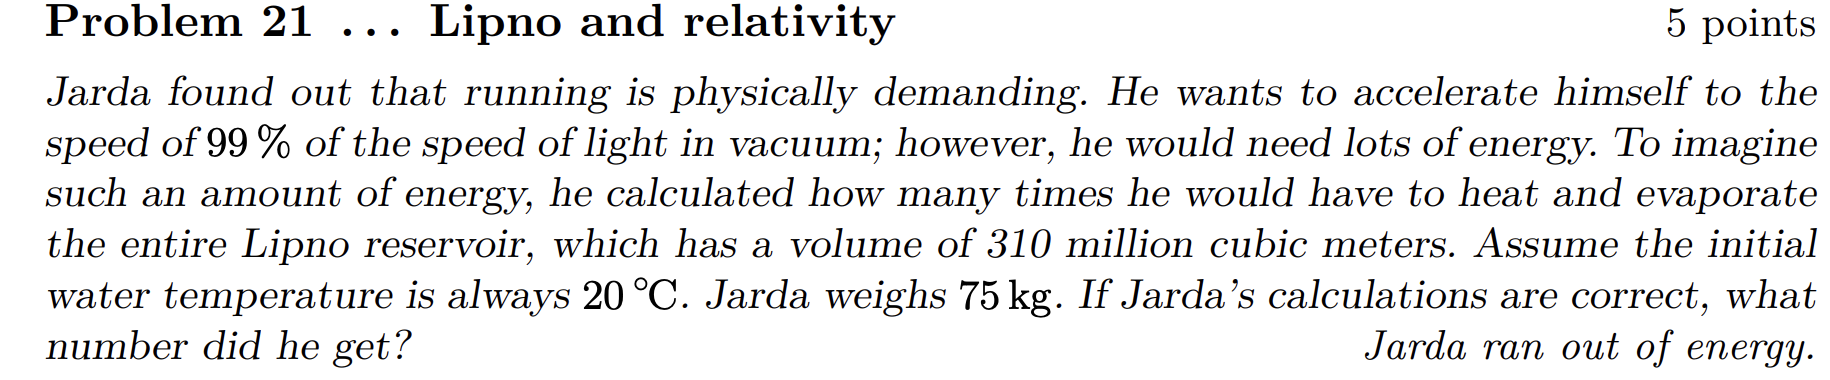 Problem 21 ... Lipno and relativity 5 points
Jarda found out that running is physically demanding. He wants to accelerate himself to the
speed of 99 % of the speed of light in vacuum; however, he would need lots of energy. To imagine
such an amount of energy, he calculated how many times he would have to heat and evaporate
the entire Lipno reservoir, which has a volume of 310 million cubic meters. Assume the initial
water temperature is always 20 °C. Jarda weighs 75 kg. If Jarda's calculations are correct, what
number did he get? Jarda ran out of energy.